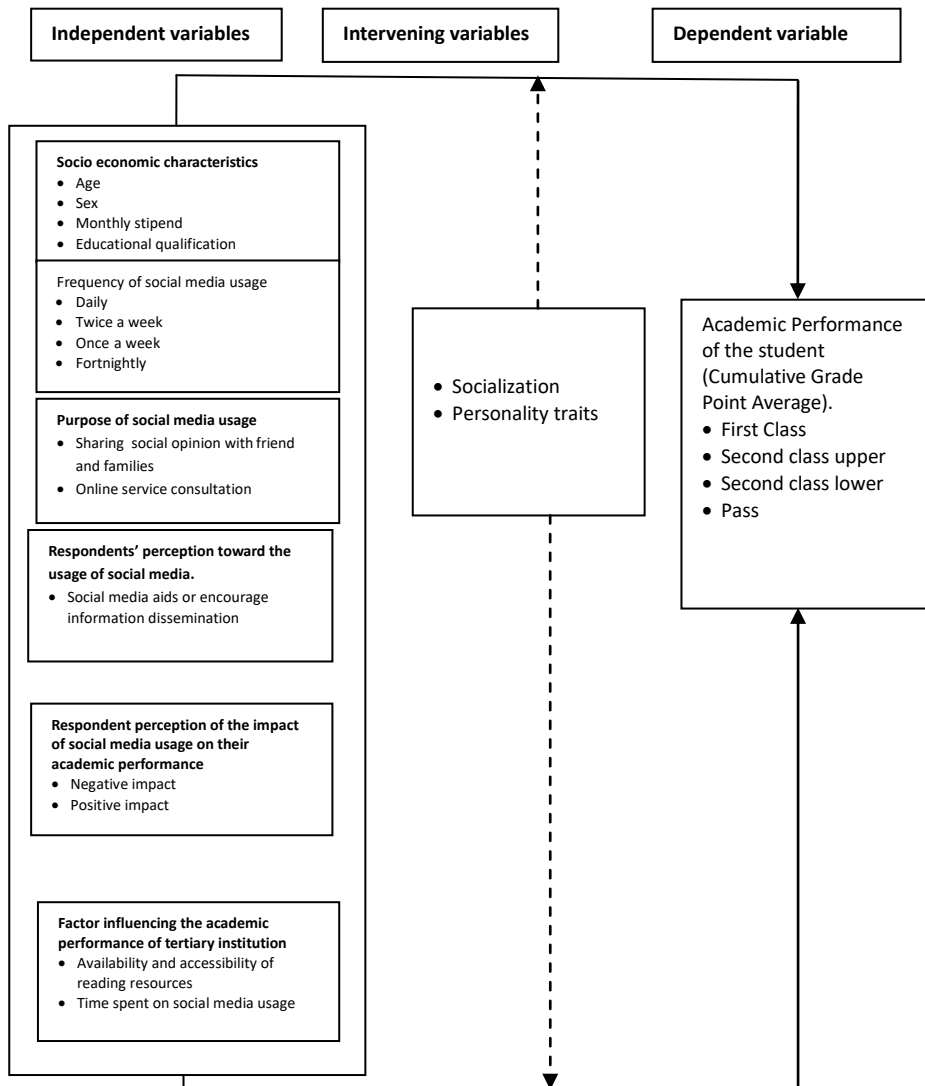 Independent variables
Intervening variables
Dependent variable
Socio economic characteristics
• Age
• Sex
• Monthly stipend
• Educational qualification
Frequency of social media usage
• Daily
• Twice a week
• Once a week
• Fortnightly
Purpose of social media usage
• Sharing social opinion with friend
and families
• Online service consultation
Respondents’ perception toward the
usage of social media.
• Social media aids or encourage
information dissemination
Respondent perception of the impact
of social media usage on their
academic performance
• Negative impact
• Positive impact
Factor influencing the academic
performance of tertiary institution
• Availability and accessibility of
reading resources
• Time spent on social media usage
• Socialization
• Personality traits
Academic Performance
of the student
(Cumulative Grade
Point Average).
• First Class
• Second class upper
• Second class lower
• Pass